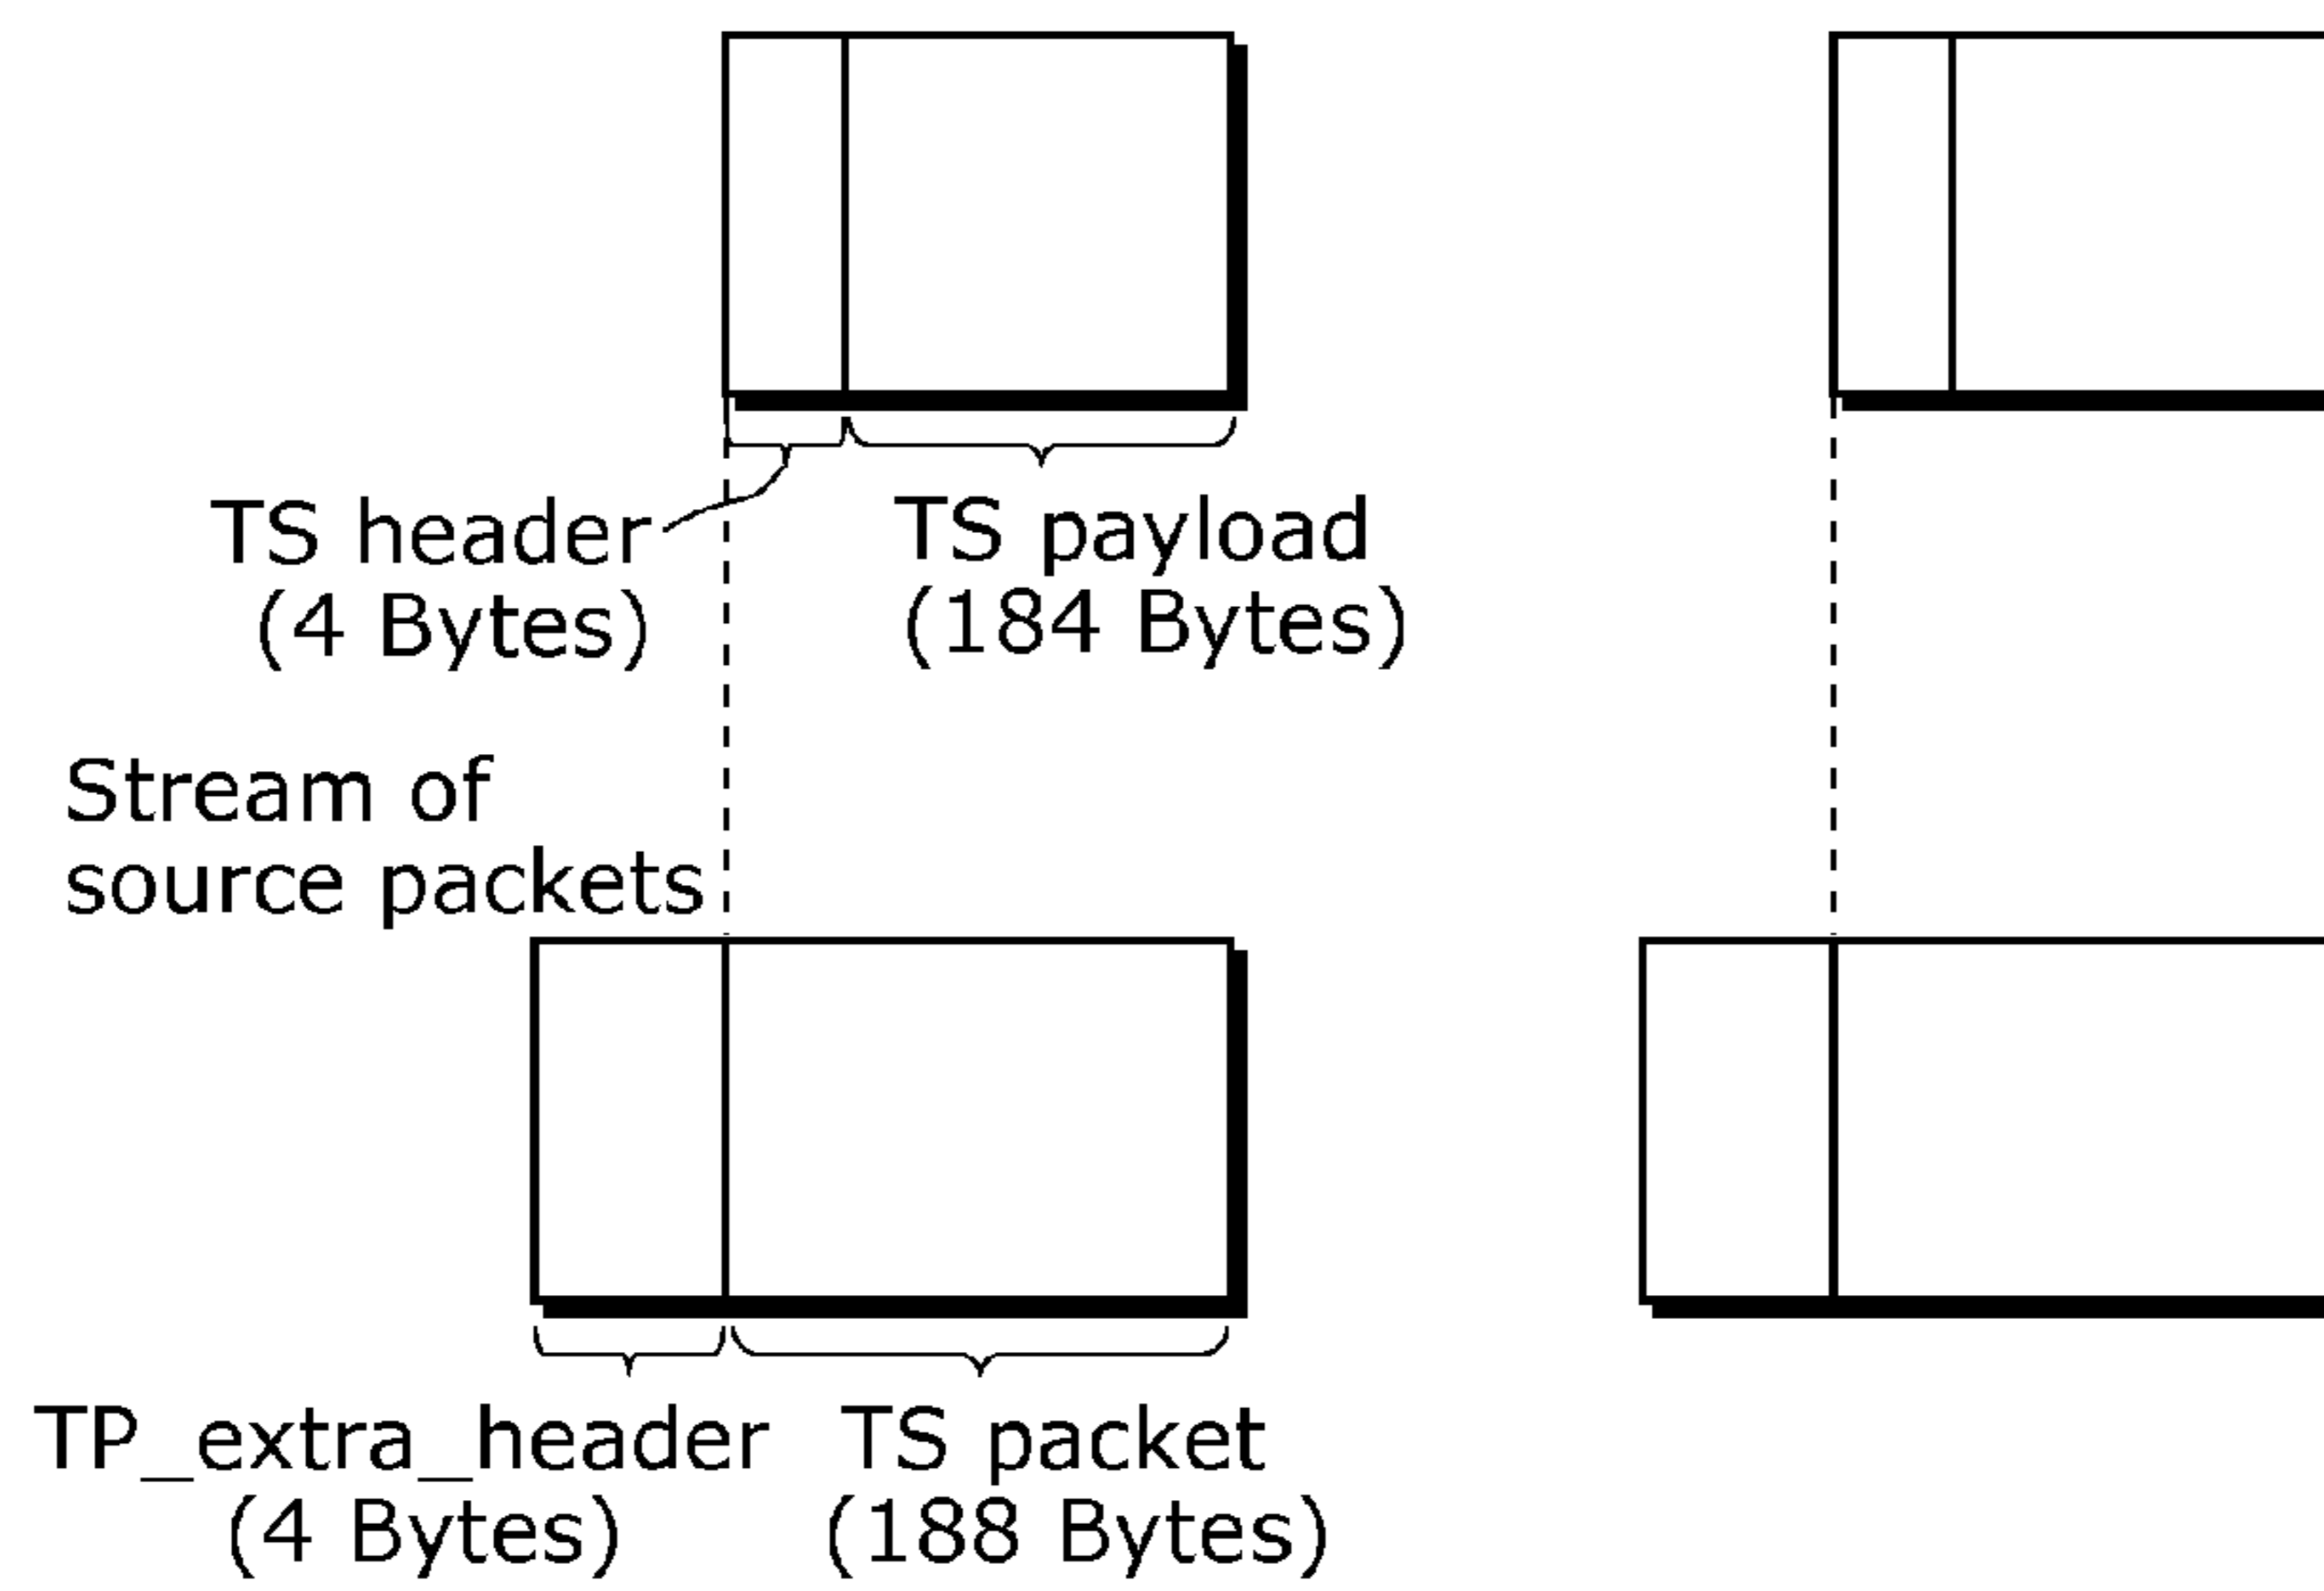 TS header
(4 Bytes)
TS payload
(184 Bytes)
Stream of
source packets
TP_extra_header
(4 Bytes)
TS packet
(188 Bytes)